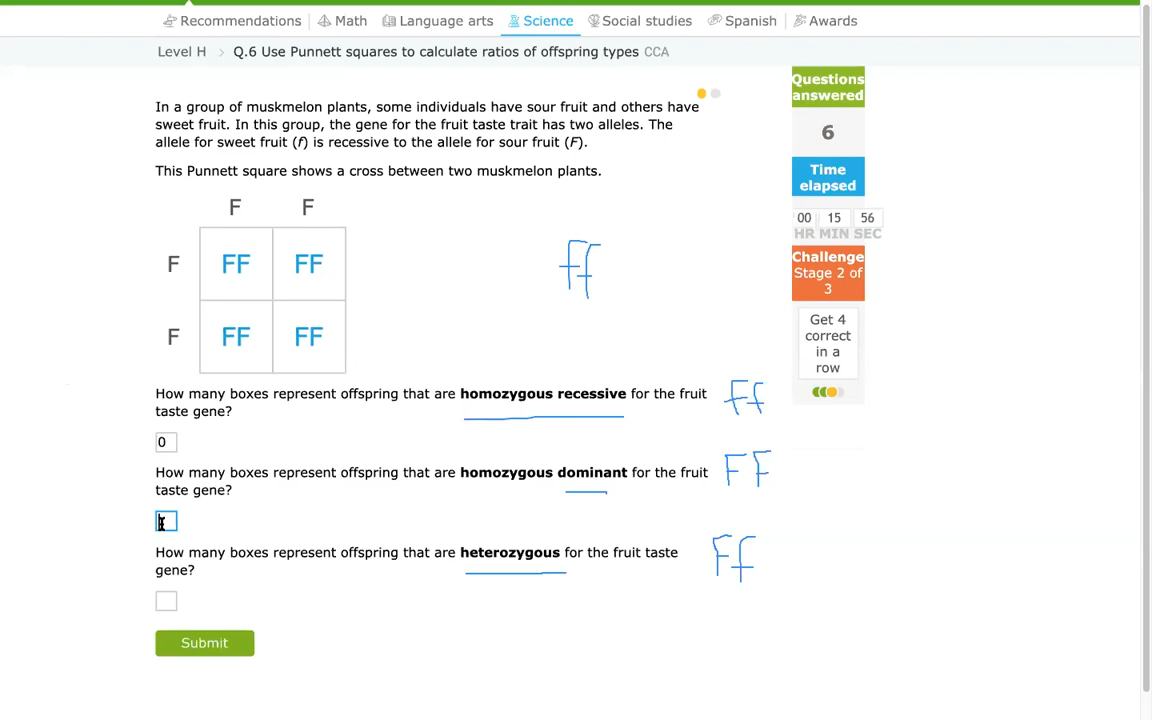 Recommendations Math Language arts Science Social studies Spanish Awards
Level H > Q.6 Use Punnett squares to calculate ratios of offspring types CCA
In a group of muskmelon plants, some individuals have sour fruit and others have
sweet fruit. In this group, the gene for the fruit taste trait has two alleles. The
allele for sweet fruit (f) is recessive to the allele for sour fruit (F).
This Punnett square shows a cross between two muskmelon plants.
F F
F FF FF
F FF FF
Ff
How many boxes represent offspring that are homozygous recessive for the fruit
taste gene?
Ff
0
How many boxes represent offspring that are homozygous dominant for the fruit
taste gene?
FF
How many boxes represent offspring that are heterozygous for the fruit taste
gene?
Ff
Submit
Questions
answered
6
Time
elapsed
00 15 56
HR MIN SEC
Challenge
Stage 2 of
3
Get 4
correct
in a
row